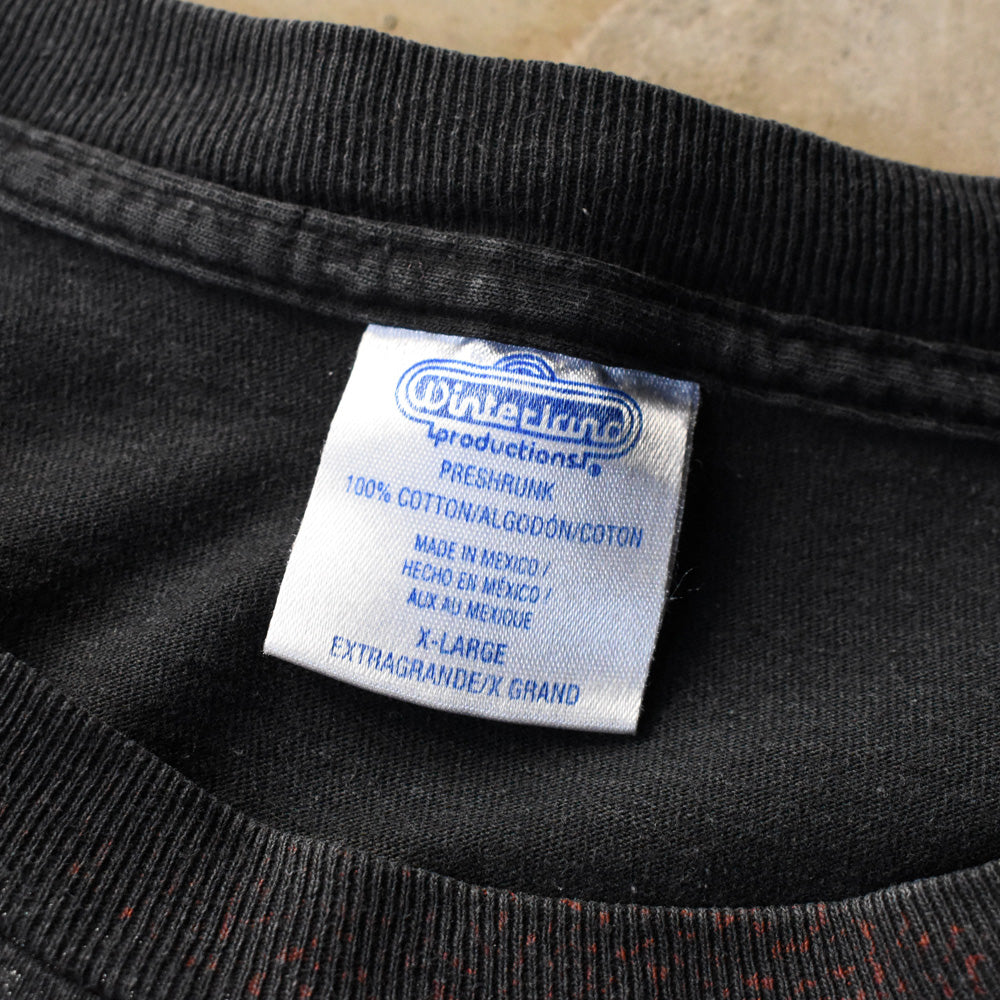 Winterland
productions®
PRESHRUNK
100% COTTON/ALGODÓN/COTON
MADE IN MEXICO /
HECHO EN MÉXICO /
AUX AU MEXIQUE
X-LARGE
EXTRAGRANDE/X GRAND